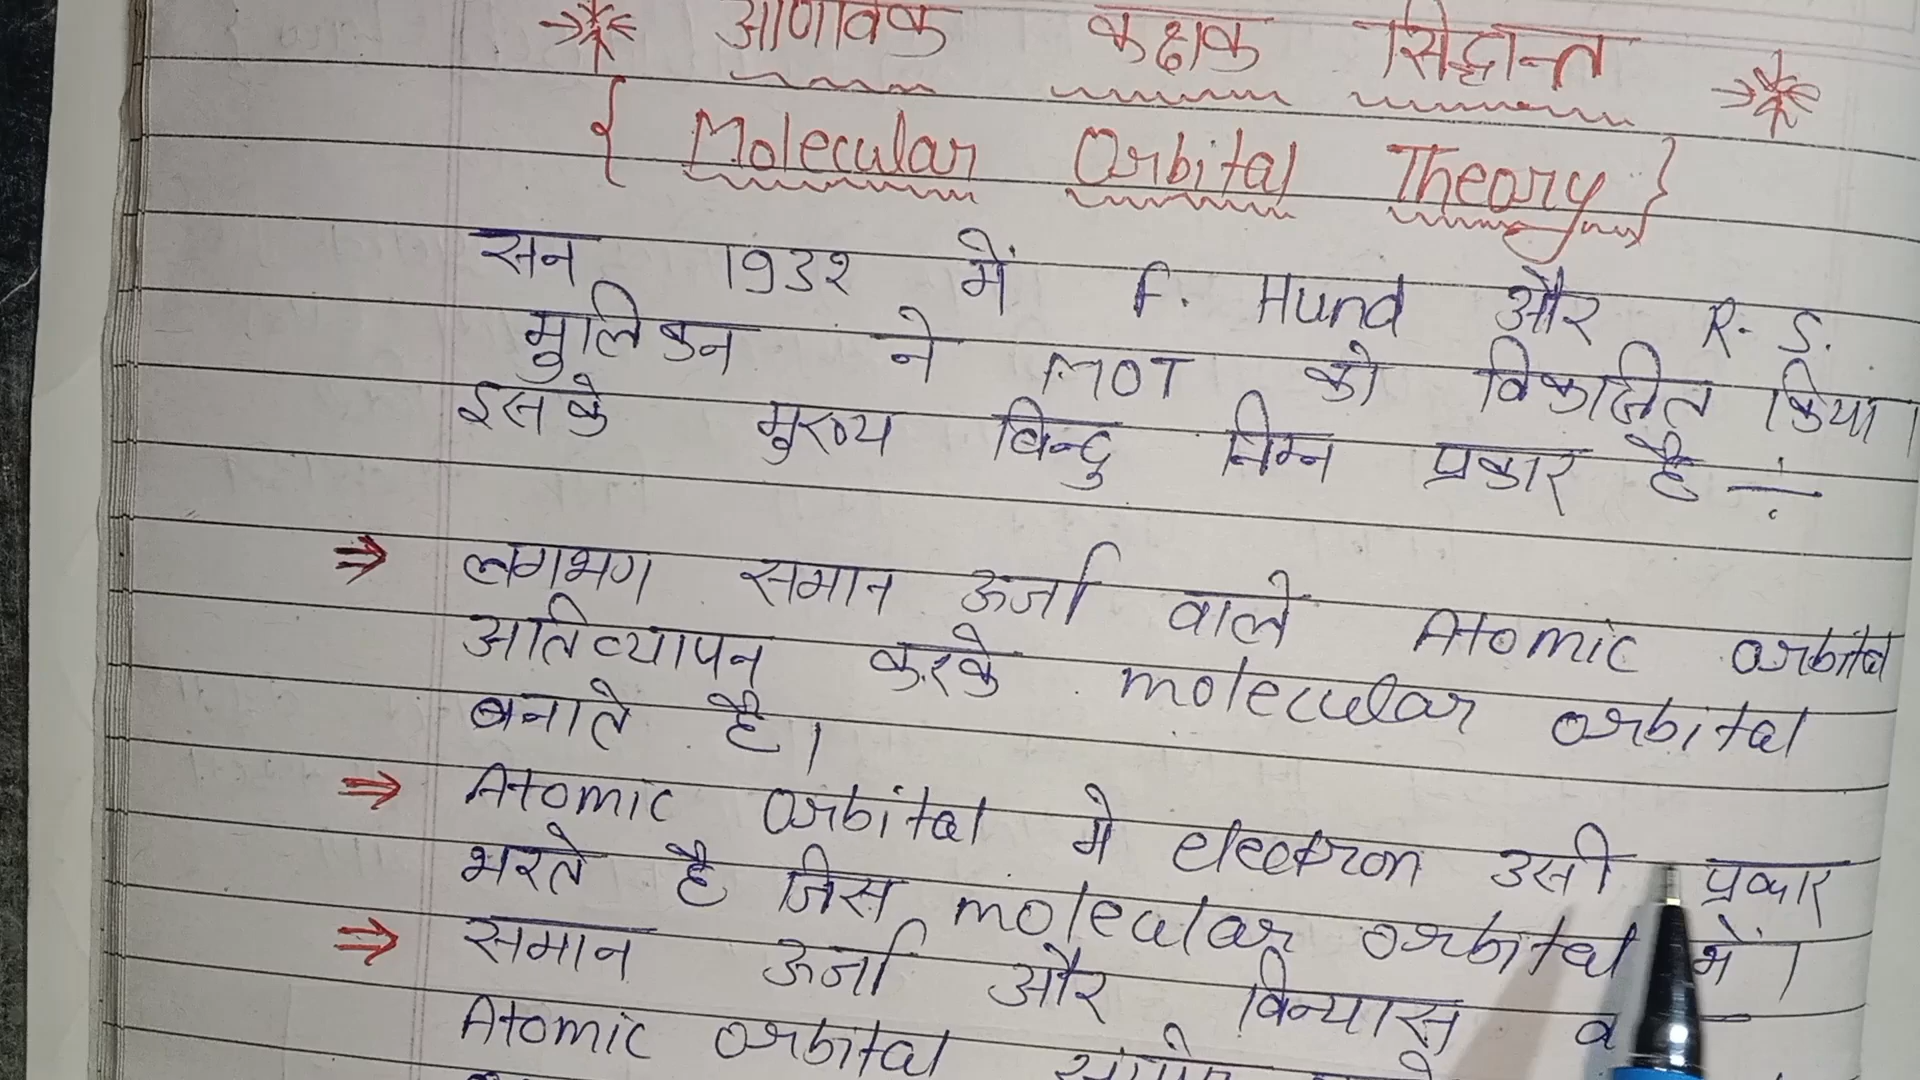 आणविक कक्षक सिद्धान्त
{ Molecular Orbital Theory }
सन 1932 में F. Hund और R. S.
मुलिकन ने MOT को विकसित किया।
इसके मुख्य विन्दु निम्न प्रकार है ÷
⇒ लगभग समान ऊर्जा वाले Atomic orbital
अतिव्यापन करके molecular orbital
बनाते है।
⇒ Atomic orbital मे electron उसी प्रकार
भरते है जिस molecular orbital में।
⇒ समान ऊर्जा और विन्यास
Atomic orbital